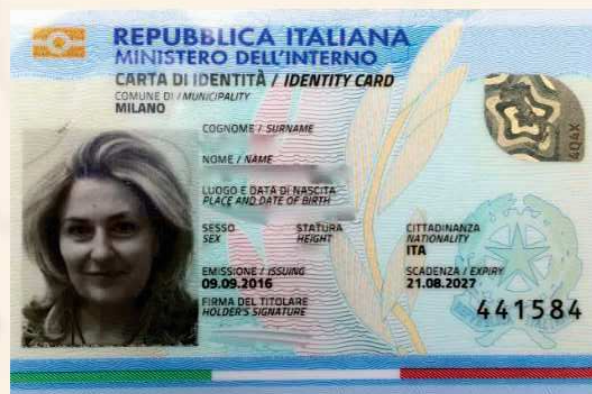 REPUBBLICA ITALIANA
MINISTERO DELL'INTERNO
CARTA DI IDENTITÀ / IDENTITY CARD
COMUNE DI / MUNICIPALITY
MILANO
COGNOME / SURNAME
NOME / NAME
LUOGO E DATA DI NASCITA
PLACE AND DATE OF BIRTH
SESSO STATURA CITTADINANZA
SEX HEIGHT NATIONALITY
ITA
EMISSIONE / ISSUING SCADENZA / EXPIRY
09.09.2016 21.08.2027
FIRMA DEL TITOLARE
HOLDER'S SIGNATURE
441584
4QAX